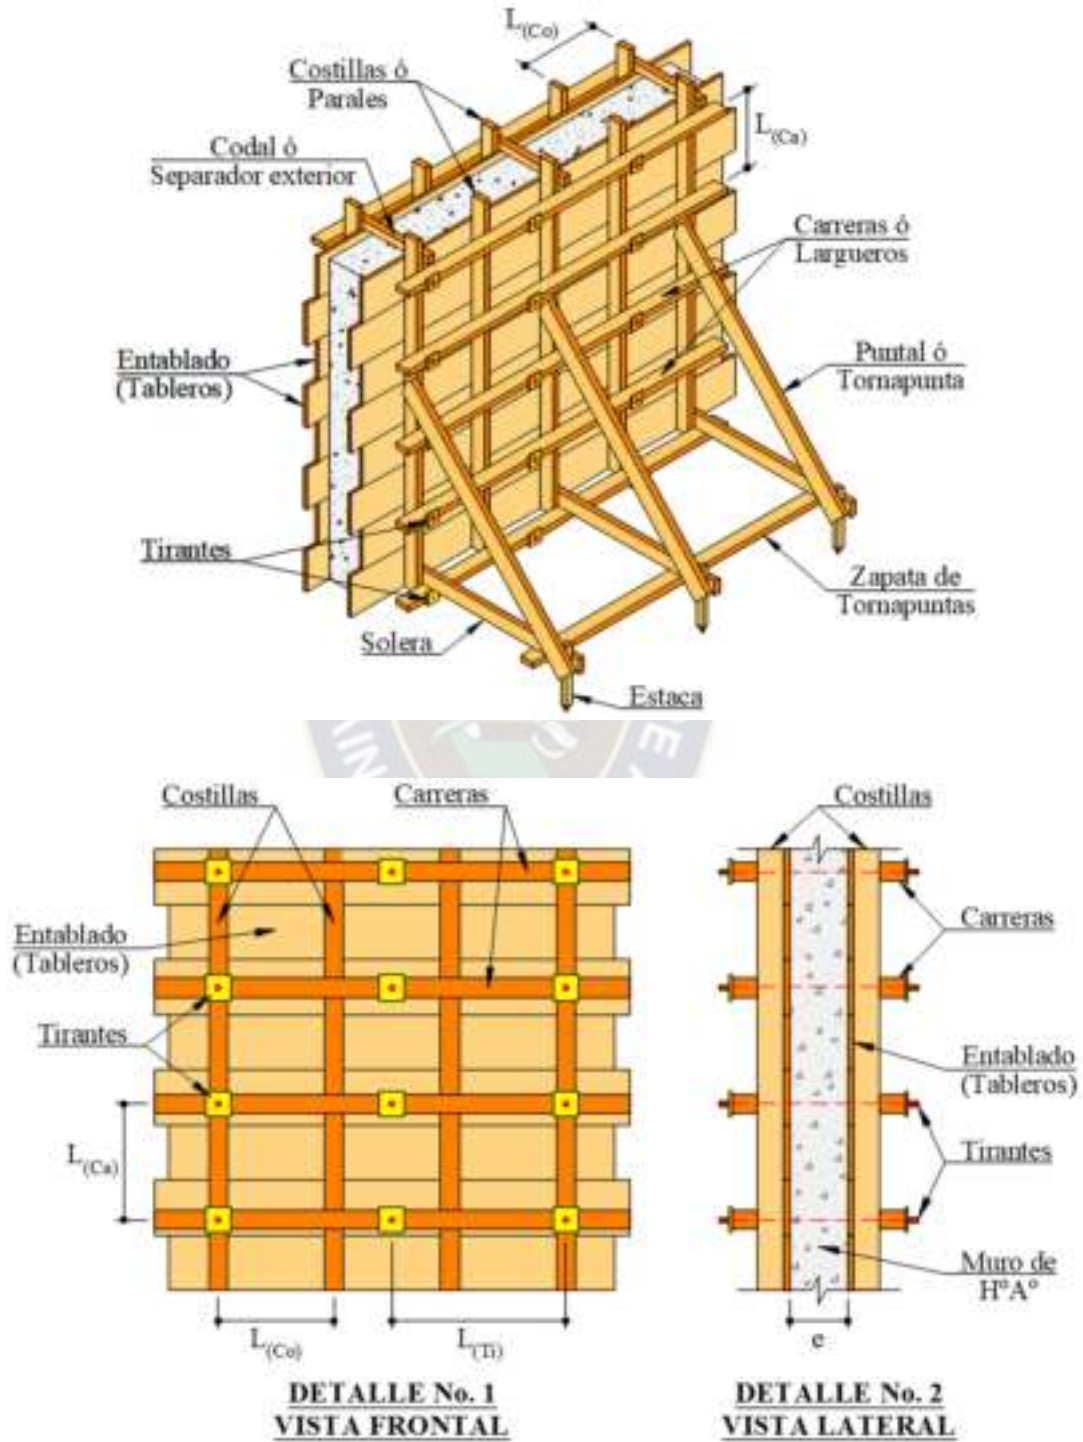 L(Co)
Costillas ó
Parales
L(Ca)
Codal ó
Separador exterior
Carreras ó
Largueros
Entablado
(Tableros)
Puntal ó
Tornapunta
Tirantes
Zapata de
Tornapuntas
Solera
Estaca
IN
E
Costillas
Carreras
Costillas
Entablado
(Tableros)
Carreras
Tirantes
Entablado
(Tableros)
L(Ca)
Tirantes
Muro de
HºAº
L(Co)
L(Ti)
e
DETALLE No. 1
VISTA FRONTAL
DETALLE No. 2
VISTA LATERAL